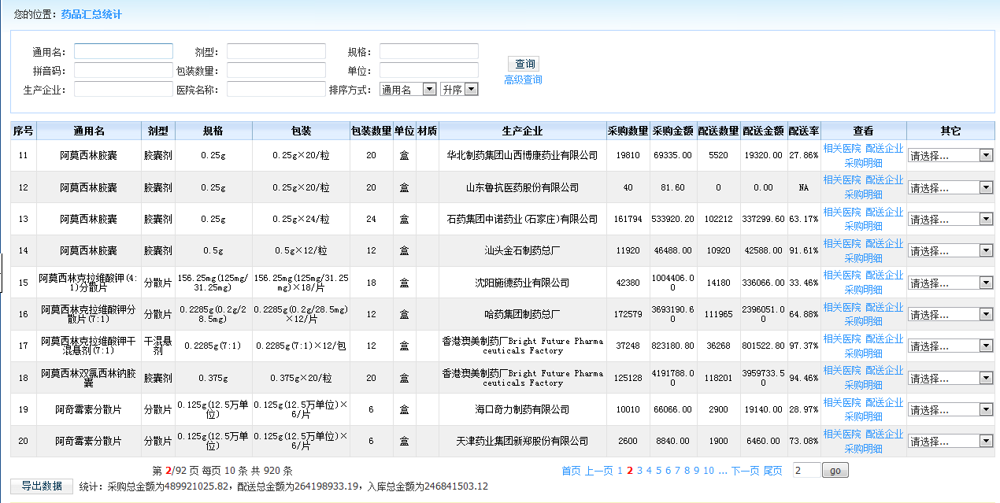 您的位置：药品汇总统计
通用名： 剂型： 规格：
拼音码： 包装数量： 单位： 查询
高级查询
生产企业： 医院名称： 排序方式： 通用名 升序
序号 通用名 剂型 规格 包装 包装数量 单位 材质 生产企业 采购数量 采购金额 配送数量 配送金额 配送率 查看 其它
11 阿莫西林胶囊 胶囊剂 0.25g 0.25g×20/粒 20 盒 华北制药集团山西博康药业有限公司 19810 69335.00 5520 19320.00 27.86% 相关医院 配送企业 请选择...
采购明细
12 阿莫西林胶囊 胶囊剂 0.25g 0.25g×20/粒 20 盒 山东鲁抗医药股份有限公司 40 81.60 0 0.00 NA 相关医院 配送企业 请选择...
采购明细
13 阿莫西林胶囊 胶囊剂 0.25g 0.25g×24/粒 24 盒 石药集团中诺药业(石家庄)有限公司 161794 533920.20 102212 337299.60 63.17% 相关医院 配送企业 请选择...
采购明细
14 阿莫西林胶囊 胶囊剂 0.5g 0.5g×12/粒 12 盒 汕头金石制药总厂 11920 46488.00 10920 42588.00 91.61% 相关医院 配送企业 请选择...
采购明细
15 阿莫西林克拉维酸钾(4: 分散片 156.25mg(125mg/ 156.25mg(125mg/31.25 18 盒 沈阳施德药业有限公司 42380 1004406.0 14180 336066.00 33.46% 相关医院 配送企业 请选择...
1)分散片 31.25mg) mg)×18/片 0 采购明细
16 阿莫西林克拉维酸钾分 分散片 0.2285g(0.2g/2 0.2285g(0.2g/28.5mg) 12 盒 哈药集团制药总厂 172579 3693190.6 111965 2396051.0 64.88% 相关医院 配送企业 请选择...
散片(7:1) 8.5mg) ×12/片 0 0 采购明细
17 阿莫西林克拉维酸钾干 干混悬 0.2285g(7:1) 0.2285g(7:1)×12/包 12 盒 香港澳美制药厂Bright Future Pharma 37248 823180.80 36268 801522.80 97.37% 相关医院 配送企业 请选择...
混悬剂(7:1) 剂 ceuticals Factory 采购明细
18 阿莫西林双氯西林钠胶 胶囊剂 0.375g 0.375g×20/粒 20 盒 香港澳美制药厂Bright Future Pharma 125128 4191788.0 118201 3959733.5 94.46% 相关医院 配送企业 请选择...
囊 ceuticals Factory 0 0 采购明细
19 阿奇霉素分散片 分散片 0.125g(12.5万单 0.125g(12.5万单位)× 6 盒 海口奇力制药有限公司 10010 66066.00 2900 19140.00 28.97% 相关医院 配送企业 请选择...
位) 6/片 采购明细
20 阿奇霉素分散片 分散片 0.125g(12.5万单 0.125g(12.5万单位)× 6 盒 天津药业集团新郑股份有限公司 2600 8840.00 1900 6460.00 73.08% 相关医院 配送企业 请选择...
位) 6/片 采购明细
第 2/92 页 每页 10 条 共 920 条 首页 上一页 1 2 3 4 5 6 7 8 9 10 ... 下一页 尾页 2 go
导出数据 统计：采购总金额为489921025.82，配送总金额为264198933.19，入库总金额为246841503.12